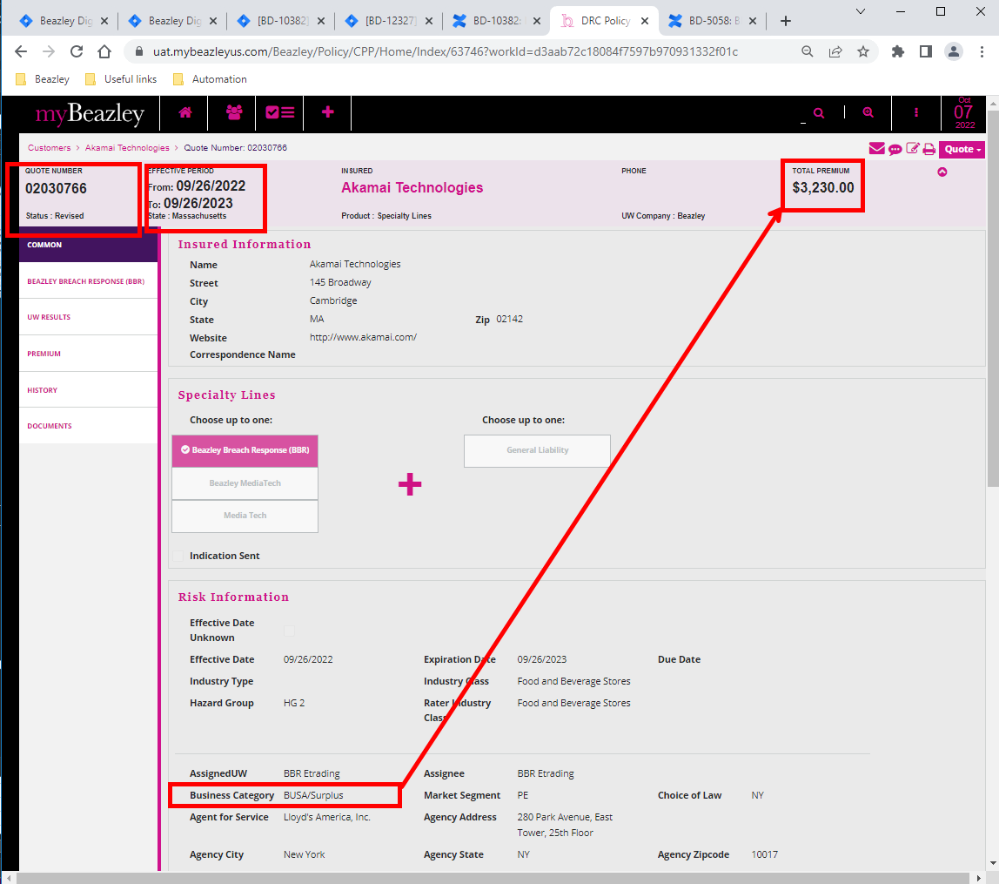 Beazley Dig
Beazley Dig
[BD-10382]
[BD-12327]
BD-10382:
DRC Policy
BD-5058: B
uat.mybeazleyus.com/Beazley/Policy/CPP/Home/Index/63746?workId=d3aab72c18084f7597b970931332f01c
Beazley
Useful links
Automation
myBeazley
Oct
07
2022
Customers > Akamai Technologies > Quote Number: 02030766
Quote
QUOTE NUMBER
02030766
Status : Revised
EFFECTIVE PERIOD
From: 09/26/2022
To: 09/26/2023
State : Massachusetts
INSURED
Akamai Technologies
Product : Specialty Lines
PHONE
UW Company : Beazley
TOTAL PREMIUM
$3,230.00
COMMON
BEAZLEY BREACH RESPONSE (BBR)
UW RESULTS
PREMIUM
HISTORY
DOCUMENTS
Insured Information
Name Akamai Technologies
Street 145 Broadway
City Cambridge
State MA Zip 02142
Website http://www.akamai.com/
Correspondence Name
Specialty Lines
Choose up to one:
Beazley Breach Response (BBR)
Beazley MediaTech
Media Tech
Choose up to one:
General Liability
Indication Sent
Risk Information
Effective Date
Unknown
Effective Date 09/26/2022 Expiration Date 09/26/2023 Due Date
Industry Type Industry Class Food and Beverage Stores
Hazard Group HG 2 Rater Industry Food and Beverage Stores
Class
AssignedUW BBR Etrading Assignee BBR Etrading
Business Category BUSA/Surplus Market Segment PE Choice of Law NY
Agent for Service Lloyd's America, Inc. Agency Address 280 Park Avenue, East
Tower, 25th Floor
Agency City New York Agency State NY Agency Zipcode 10017